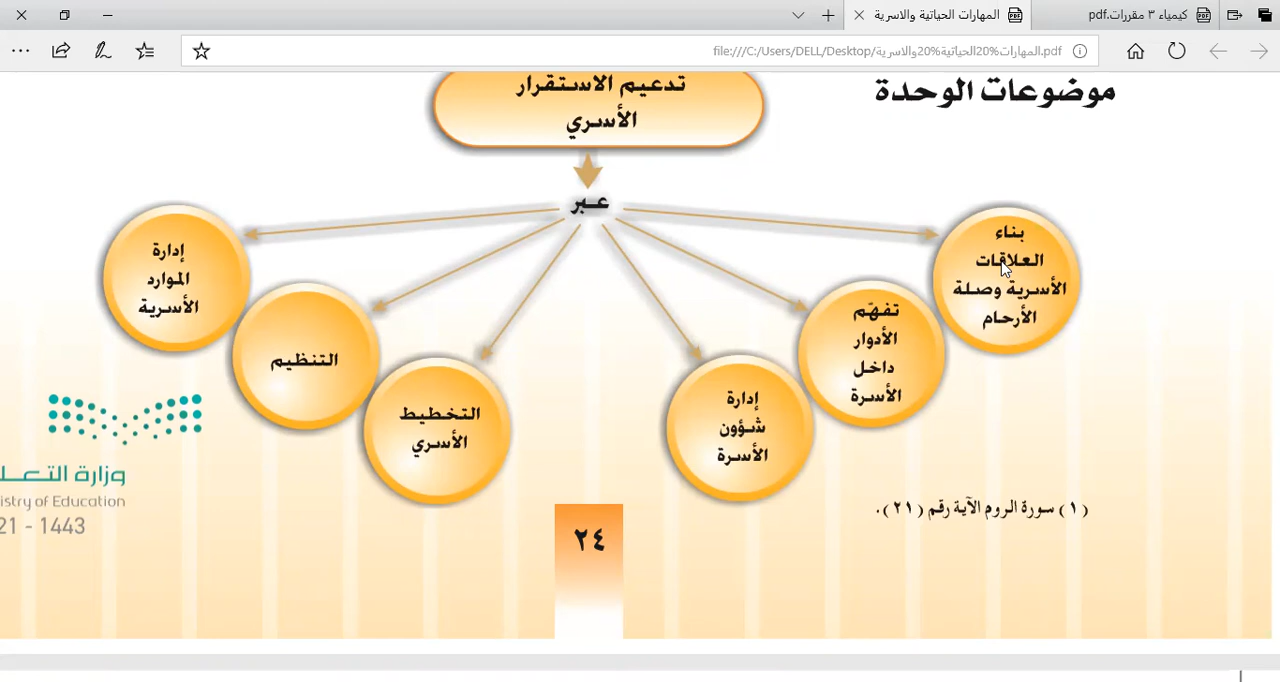 المهارات الحياتية والاسرية
كيمياء ٣ مقررات.pdf
file:///C:/Users/DELL/Desktop/المهارات%20الحياتية%20والاسرية.pdf
موضوعات الوحدة
تدعيم الاستقرار
الأسري
عبر
بناء
العلاقات
الأسرية وصلة
الأرحام
تفهّم
الأدوار
داخل
الأسرة
إدارة
شؤون
الأسرة
التخطيط
الأسري
التنظيم
إدارة
الموارد
الأسرية
(١) سورة الروم الآية رقم (٢١).
وزارة التعلـ
istry of Education
21 - 1443
٢٤